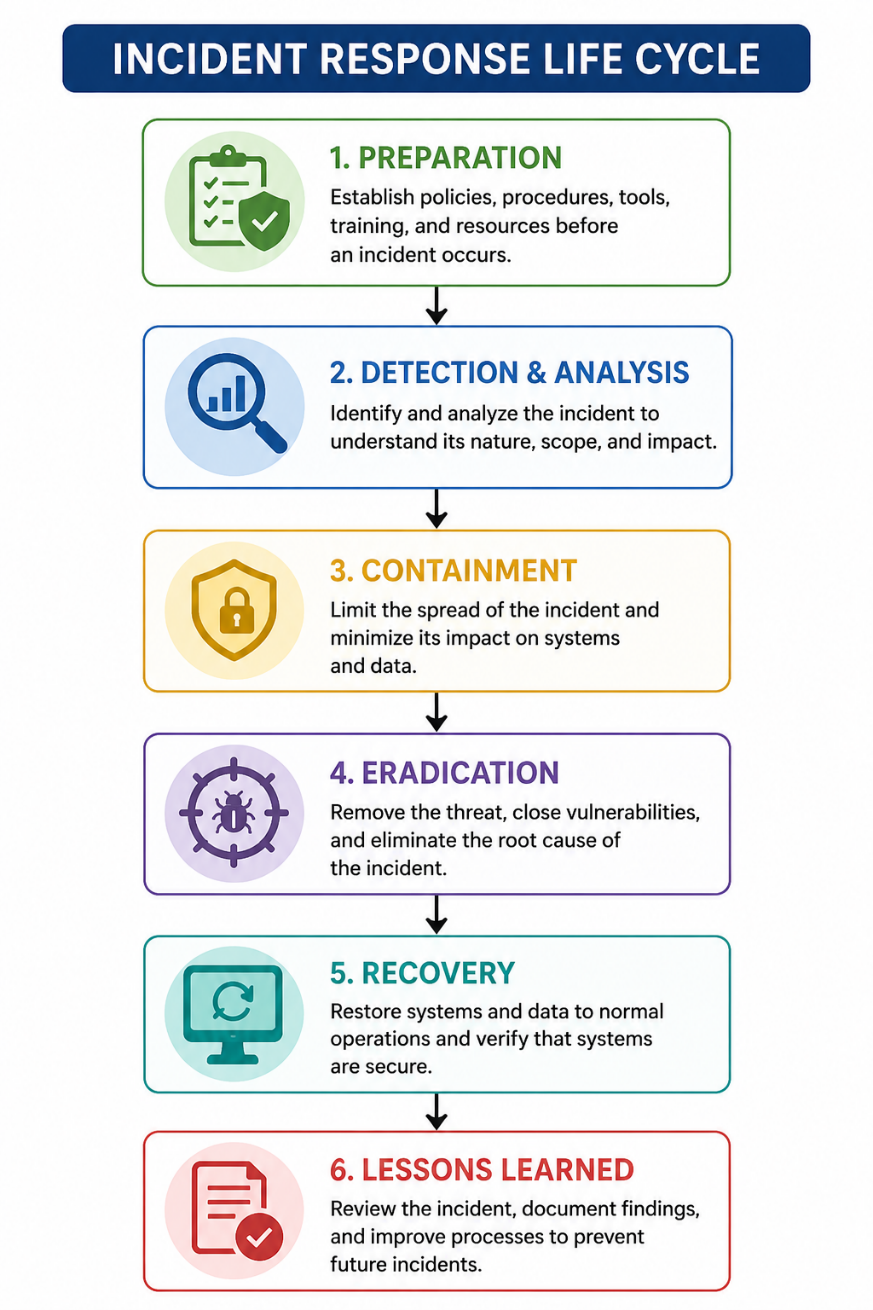 INCIDENT RESPONSE LIFE CYCLE
1. PREPARATION
Establish policies, procedures, tools,
training, and resources before
an incident occurs.
2. DETECTION & ANALYSIS
Identify and analyze the incident to
understand its nature, scope, and impact.
3. CONTAINMENT
Limit the spread of the incident and
minimize its impact on systems
and data.
4. ERADICATION
Remove the threat, close vulnerabilities,
and eliminate the root cause of
the incident.
5. RECOVERY
Restore systems and data to normal
operations and verify that systems
are secure.
6. LESSONS LEARNED
Review the incident, document findings,
and improve processes to prevent
future incidents.